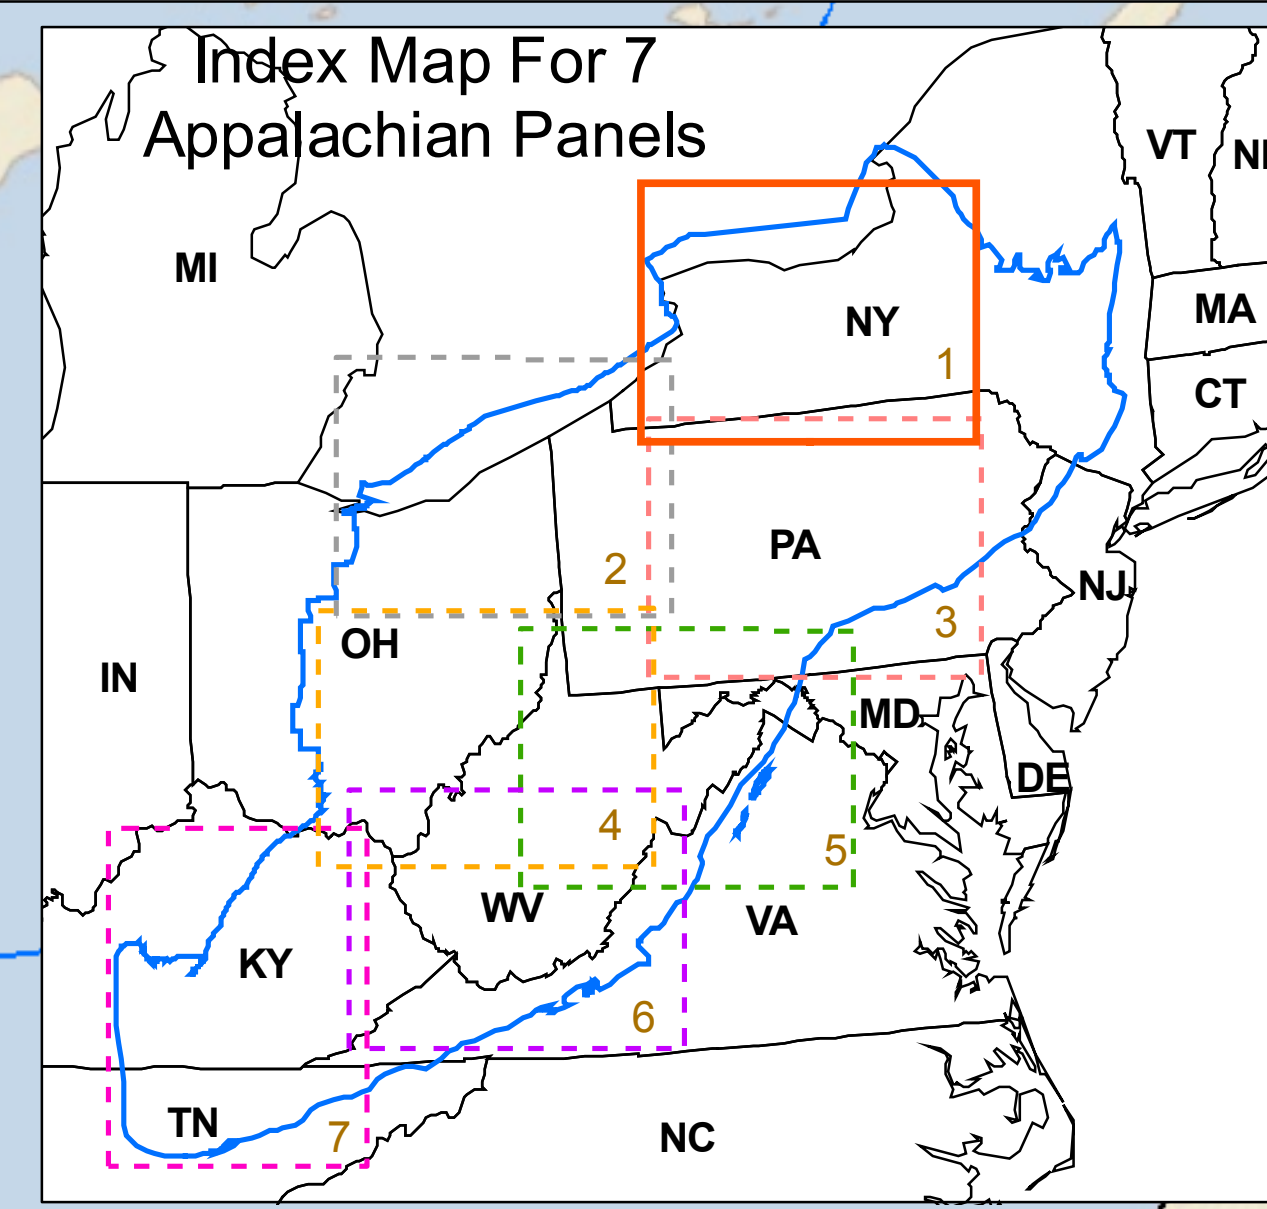 Index Map For 7
Appalachian Panels
VT
MI
MA
NY
1
CT
PA
2
NJ
3
OH
IN
MD
DE
4
5
WV
VA
KY
6
TN
7
NC